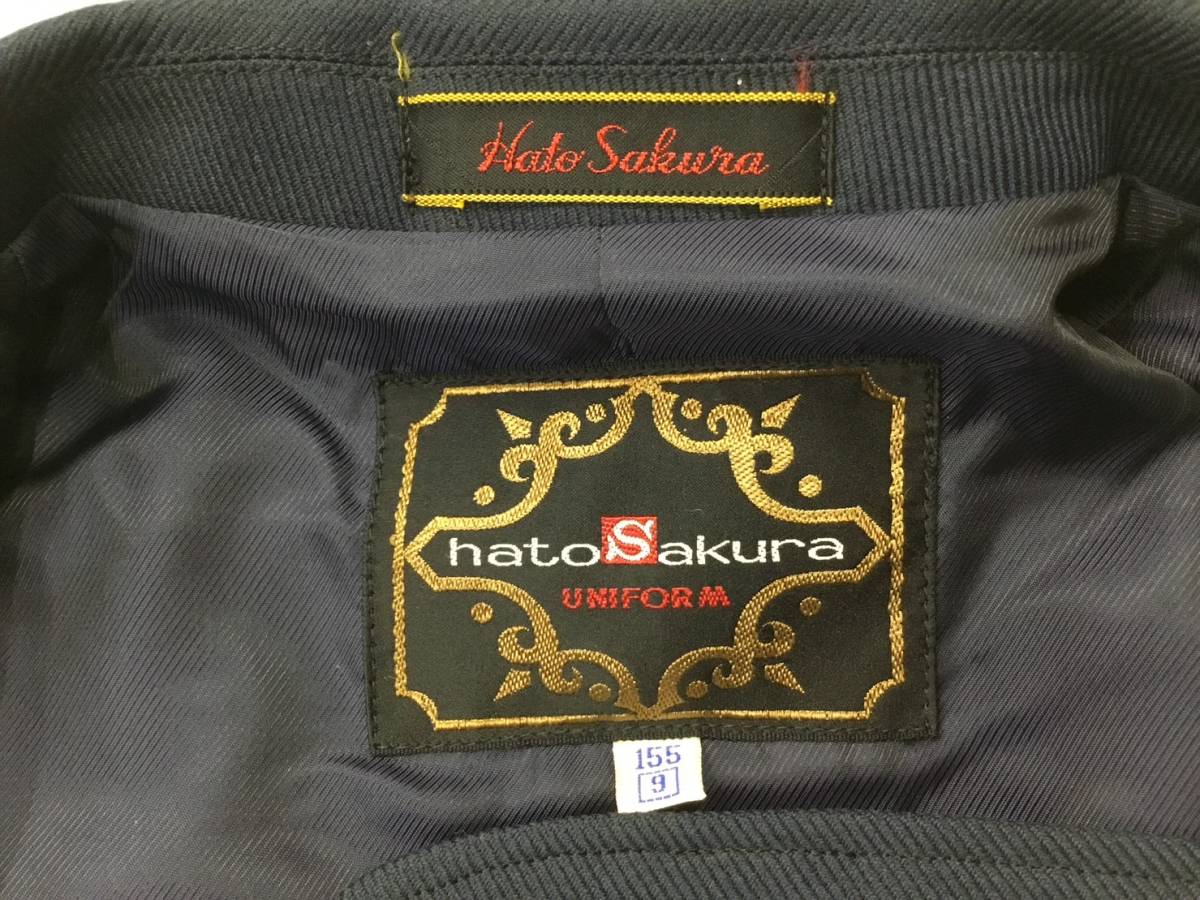 Hato Sakura
hatoSakura
UNIFORM
155
9